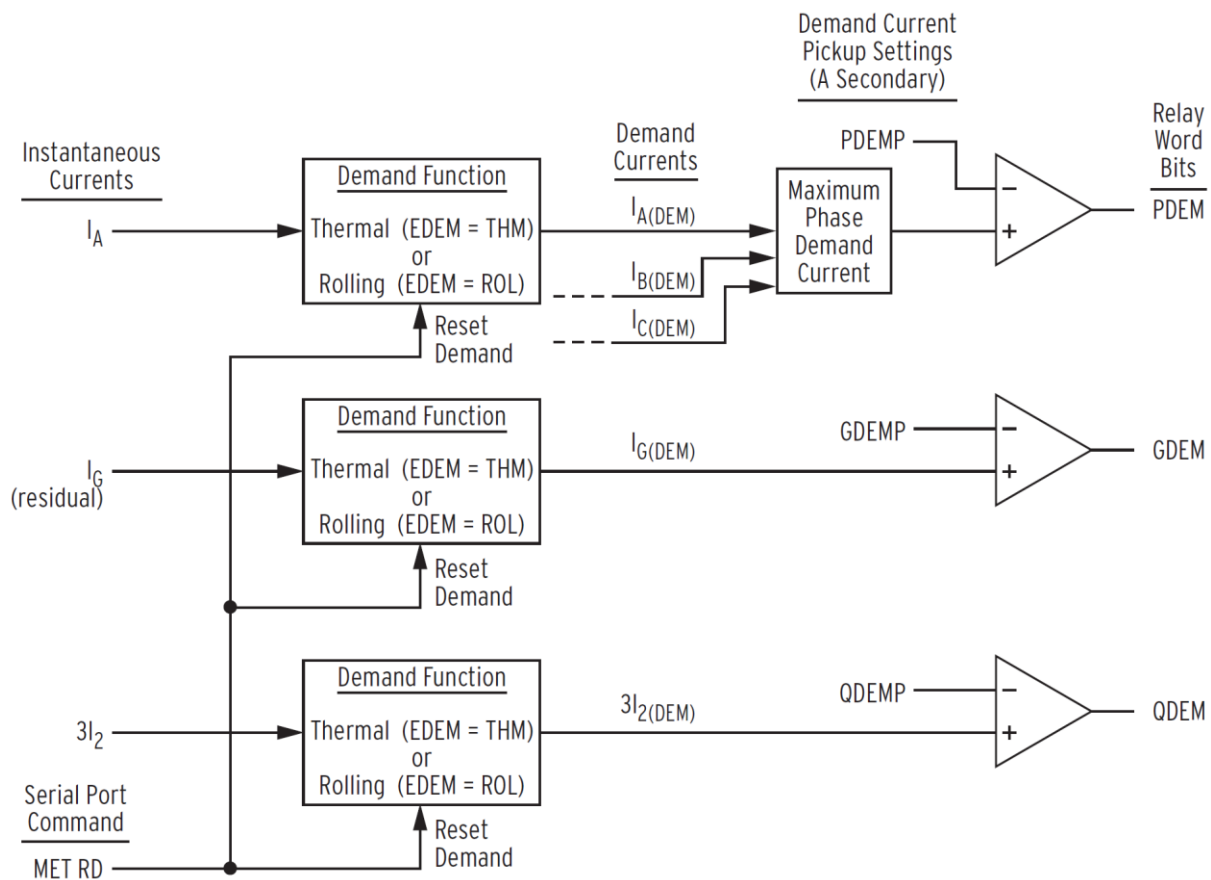 Demand Current
Pickup Settings
(A Secondary)
Relay
Word
Bits
Instantaneous
Currents
Demand
Currents
PDEMP
Demand Function
Thermal (EDEM = THM)
or
Rolling (EDEM = ROL)
I_A
I_A(DEM)
I_B(DEM)
I_C(DEM)
Maximum
Phase
Demand
Current
−
+
PDEM
Reset
Demand
Demand Function
Thermal (EDEM = THM)
or
Rolling (EDEM = ROL)
I_G
(residual)
I_G(DEM)
GDEMP
−
+
GDEM
Reset
Demand
Demand Function
Thermal (EDEM = THM)
or
Rolling (EDEM = ROL)
3I_2
3I_2(DEM)
QDEMP
−
+
QDEM
Serial Port
Command
MET RD
Reset
Demand